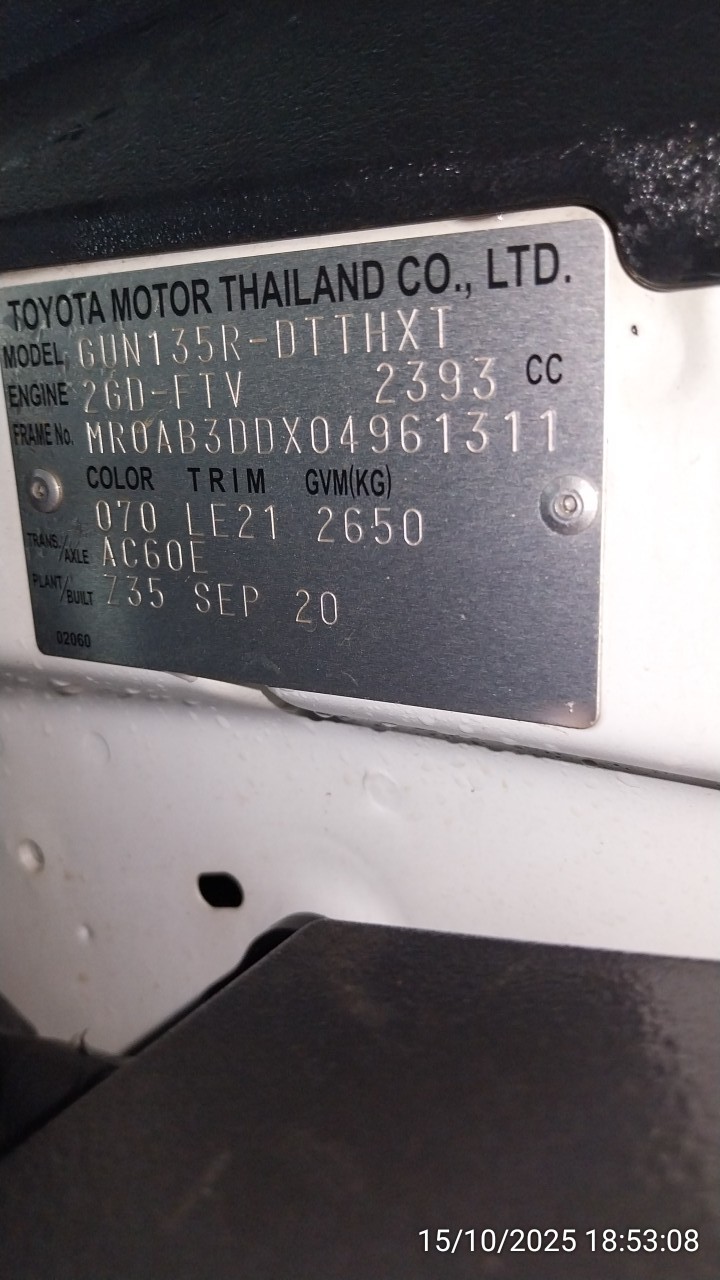 TOYOTA MOTOR THAILAND CO., LTD.
MODEL GUN135R-DTTHXT
ENGINE 2GD-FTV 2393 CC
FRAME No. MR0AB3DDX04961311
COLOR TRIM GVM(KG)
070 LE21 2650
TRANS./AXLE AC60E
PLANT/BUILT Z35 SEP 20
02060
15/10/2025 18:53:08